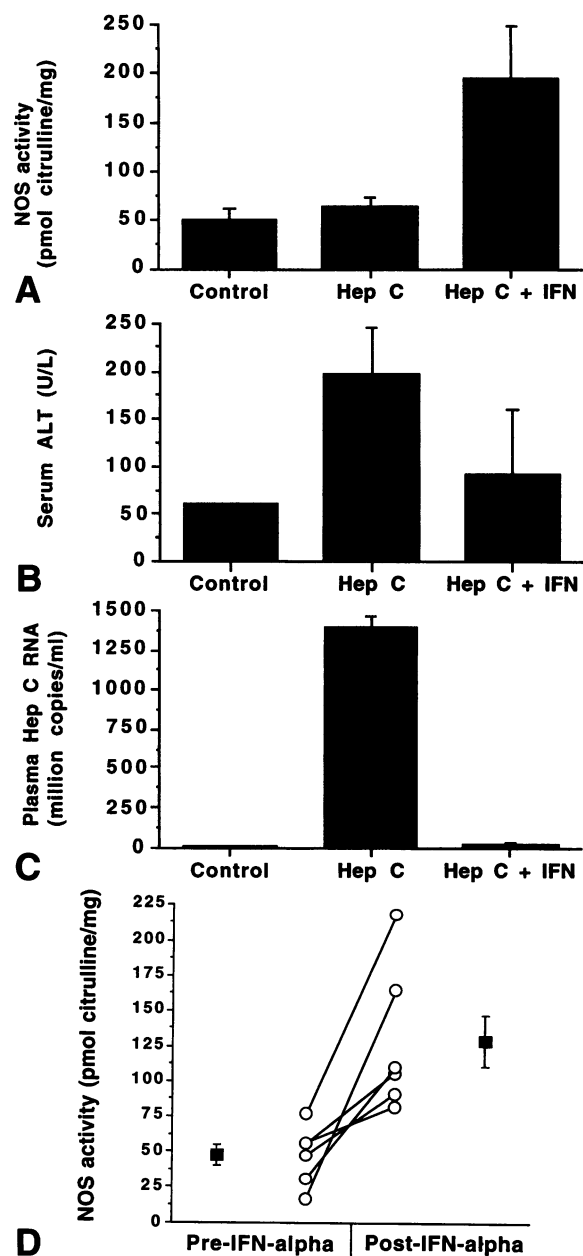 NOS activity
(pmol citrulline/mg)
250
200
150
100
50
0
Control Hep C Hep C + IFN
A
Serum ALT (U/L)
250
200
150
100
50
0
Control Hep C Hep C + IFN
B
Plasma Hep C RNA
(million copies/ml)
1500
1250
1000
750
500
250
0
Control Hep C Hep C + IFN
C
NOS activity (pmol citrulline/mg)
225
200
175
150
125
100
75
50
25
0
Pre-IFN-alpha Post-IFN-alpha
D